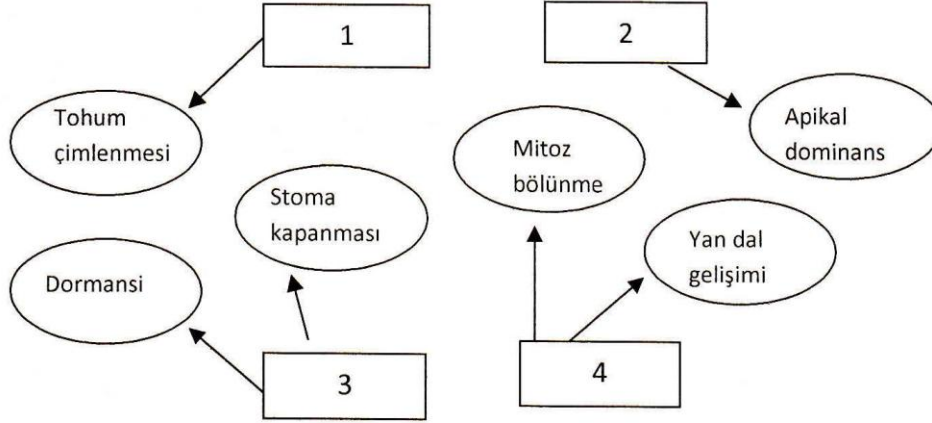 1
2
Tohum
çimlenmesi
Apikal
dominans
Mitoz
bölünme
Stoma
kapanması
Yan dal
gelişimi
Dormansi
3
4